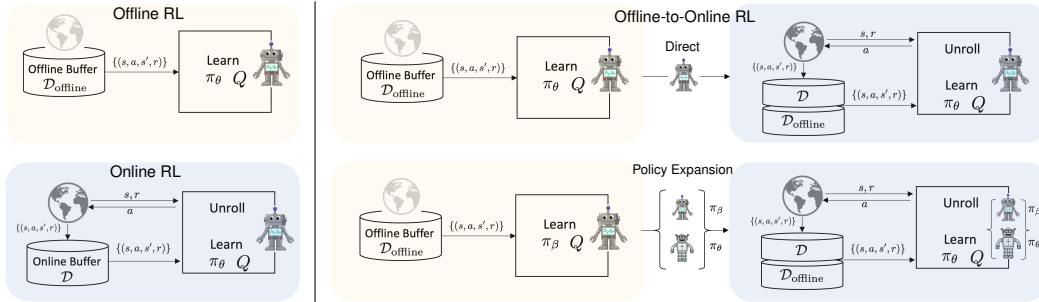 Offline RL
Offline Buffer
𝒟_offline
{(s, a, s′, r)}
Learn
π_θ Q
Online RL
s, r
a
{(s, a, s′, r)}
Online Buffer
𝒟
{(s, a, s′, r)}
Unroll
Learn
π_θ Q
Offline-to-Online RL
Offline Buffer
𝒟_offline
{(s, a, s′, r)}
Learn
π_θ Q
Direct
s, r
a
{(s, a, s′, r)}
𝒟
𝒟_offline
{(s, a, s′, r)}
Unroll
Learn
π_θ Q
Policy Expansion
Offline Buffer
𝒟_offline
{(s, a, s′, r)}
Learn
π_β Q
π_β
π_θ
s, r
a
{(s, a, s′, r)}
𝒟
𝒟_offline
{(s, a, s′, r)}
Unroll
Learn
π_θ Q
π_β
π_θ